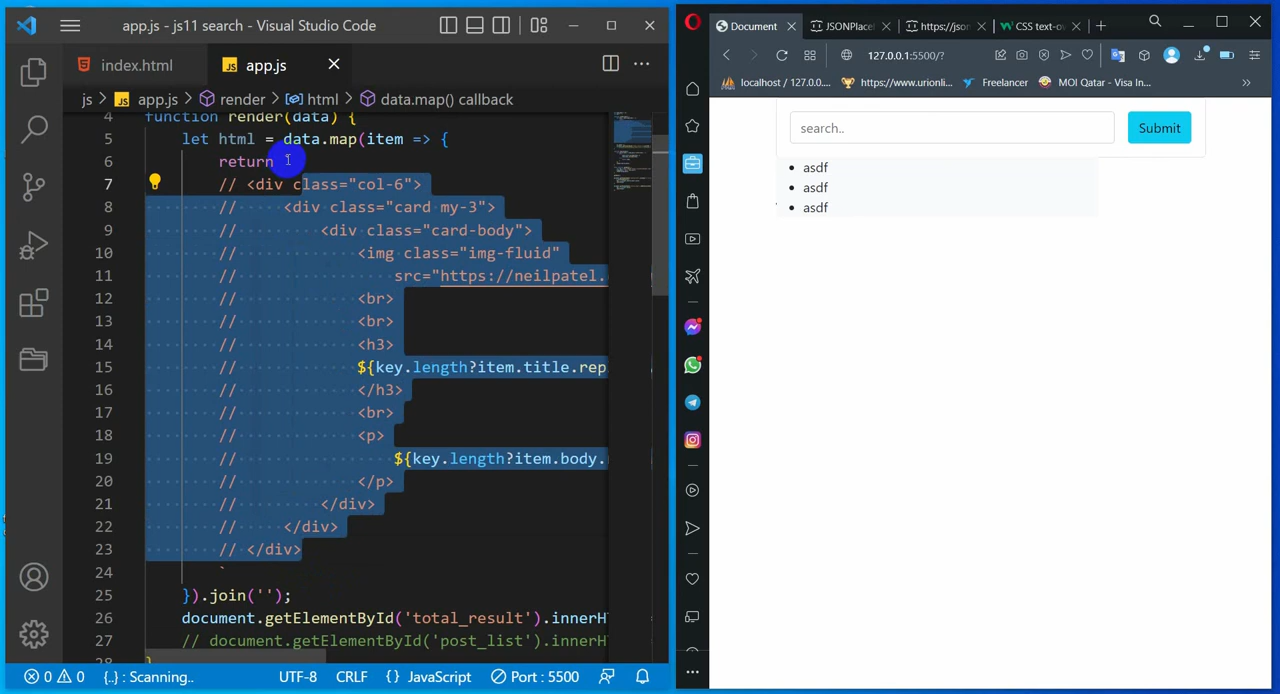 app.js - js11 search - Visual Studio Code
index.html
app.js
js > app.js > render > html > data.map() callback
4 function render(data) {
5 let html = data.map(item => {
6 return
7 // <div class="col-6">
8 // <div class="card my-3">
9 // <div class="card-body">
10 // <img class="img-fluid"
11 // src="https://neilpatel.
12 // <br>
13 // <br>
14 // <h3>
15 // ${key.length?item.title.rep
16 // </h3>
17 // <br>
18 // <p>
19 // ${key.length?item.body.
20 // </p>
21 // </div>
22 // </div>
23 // </div>
24 `
25 }).join('');
26 document.getElementById('total_result').innerH
27 // document.getElementById('post_list').innerH
28 }
0 0 {..} : Scanning.. UTF-8 CRLF {} JavaScript Port : 5500
Document JSONPlace https://json CSS text-ov
127.0.0.1:5500/?
localhost / 127.0.... https://www.urionli... Freelancer MOI Qatar - Visa In... »
search.. Submit
• asdf
• asdf
• asdf